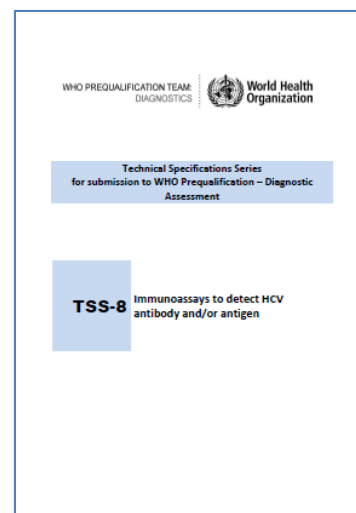 WHO PREQUALIFICATION TEAM:
DIAGNOSTICS
World Health
Organization
Technical Specifications Series
for submission to WHO Prequalification – Diagnostic
Assessment
TSS-8
Immunoassays to detect HCV
antibody and/or antigen